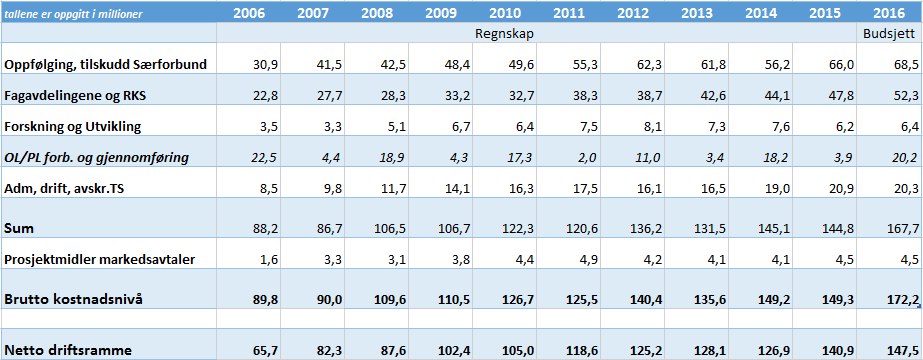 tallene er oppgitt i millioner 2006 2007 2008 2009 2010 2011 2012 2013 2014 2015 2016
Regnskap Budsjett
Oppfølging, tilskudd Særforbund 30,9 41,5 42,5 48,4 49,6 55,3 62,3 61,8 56,2 66,0 68,5
Fagavdelingene og RKS 22,8 27,7 28,3 33,2 32,7 38,3 38,7 42,6 44,1 47,8 52,3
Forskning og Utvikling 3,5 3,3 5,1 6,7 6,4 7,5 8,1 7,3 7,6 6,2 6,4
OL/PL forb. og gjennomføring 22,5 4,4 18,9 4,3 17,3 2,0 11,0 3,4 18,2 3,9 20,2
Adm, drift, avskr.TS 8,5 9,8 11,7 14,1 16,3 17,5 16,1 16,5 19,0 20,9 20,3
Sum 88,2 86,7 106,5 106,7 122,3 120,6 136,2 131,5 145,1 144,8 167,7
Prosjektmidler markedsavtaler 1,6 3,3 3,1 3,8 4,4 4,9 4,2 4,1 4,1 4,5 4,5
Brutto kostnadsnivå 89,8 90,0 109,6 110,5 126,7 125,5 140,4 135,6 149,2 149,3 172,2
Netto driftsramme 65,7 82,3 87,6 102,4 105,0 118,6 125,2 128,1 126,9 140,9 147,5